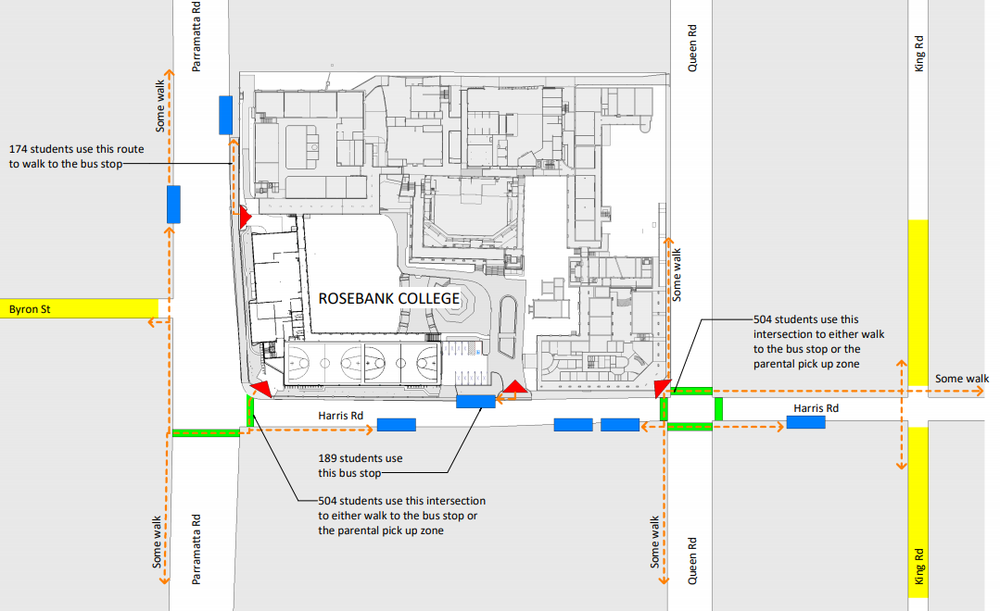 Parramatta Rd
Queen Rd
King Rd
Some walk
174 students use this route
to walk to the bus stop
Some walk
Byron St
ROSEBANK COLLEGE
504 students use this
intersection to either walk
to the bus stop or the
parental pick up zone
Some walk
Harris Rd
Harris Rd
189 students use
this bus stop
504 students use this intersection
to either walk to the bus stop or
the parental pick up zone
Some walk
Parramatta Rd
Some walk
Queen Rd
King Rd